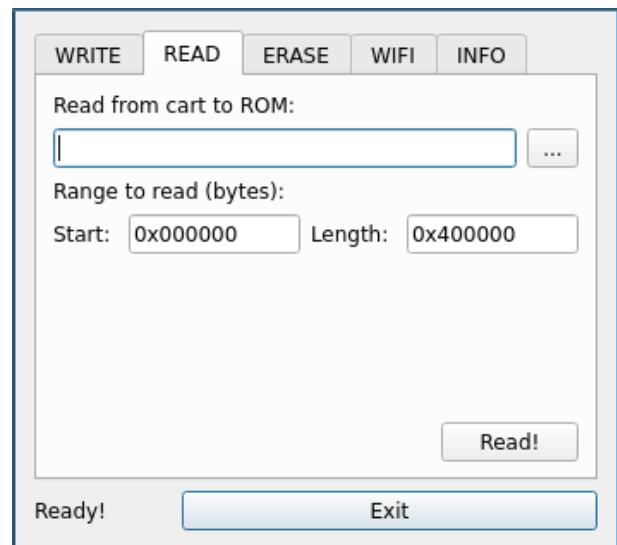 WRITE READ ERASE WIFI INFO
Read from cart to ROM:
...
Range to read (bytes):
Start: 0x000000 Length: 0x400000
Read!
Ready! Exit